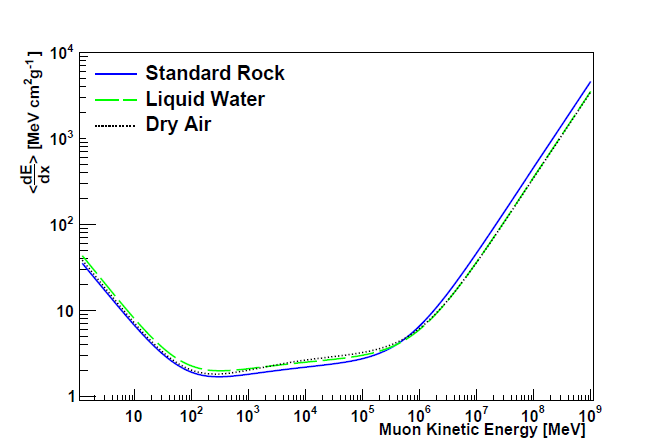 10⁴
10³
10²
10
1
<dE/dx> [MeV cm²g⁻¹]
Standard Rock
Liquid Water
Dry Air
10 10² 10³ 10⁴ 10⁵ 10⁶ 10⁷ 10⁸ 10⁹
Muon Kinetic Energy [MeV]